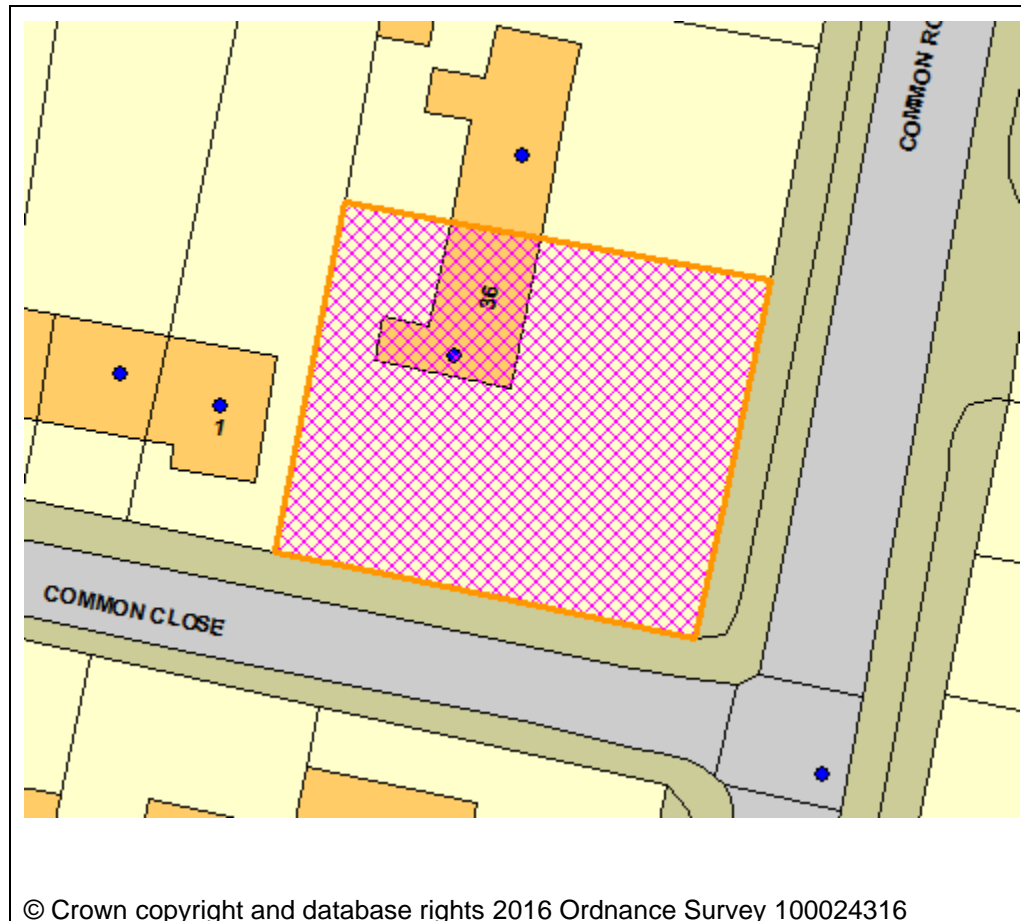 COMMON RO
36
1
COMMON CLOSE
© Crown copyright and database rights 2016 Ordnance Survey 100024316